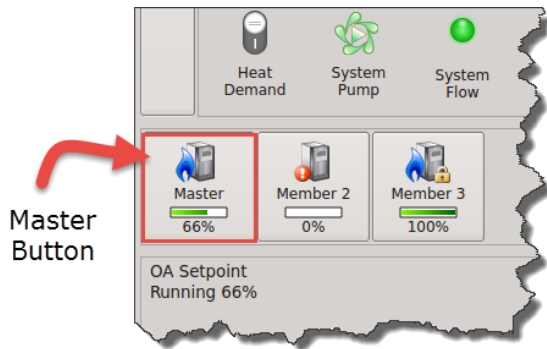 Heat
Demand
System
Pump
System
Flow
Master
66%
Member 2
0%
Member 3
100%
Master
Button
OA Setpoint
Running 66%